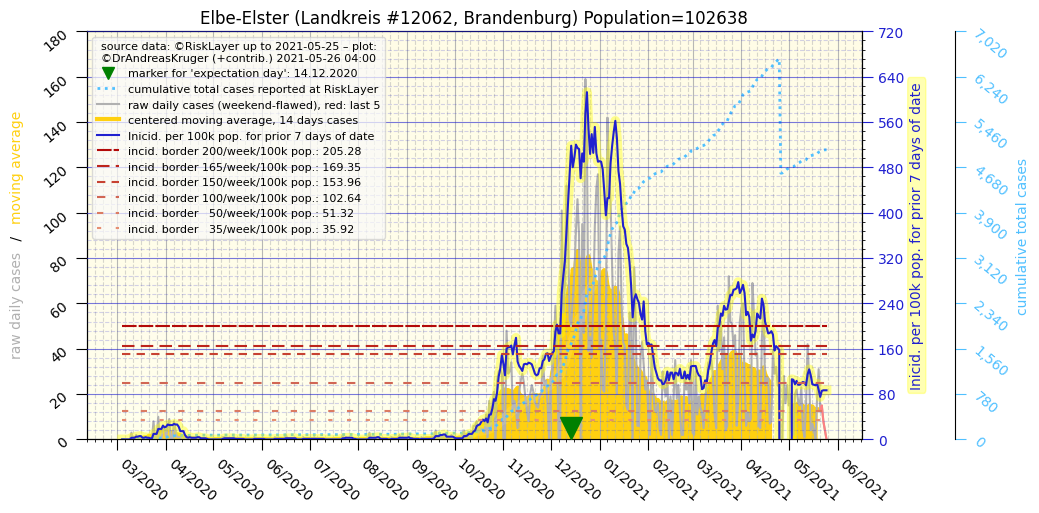 Elbe-Elster (Landkreis #12062, Brandenburg) Population=102638
source data: ©RiskLayer up to 2021-05-25 – plot:
©DrAndreasKruger (+contrib.) 2021-05-26 04:00
marker for 'expectation day': 14.12.2020
cumulative total cases reported at RiskLayer
raw daily cases (weekend-flawed), red: last 5
centered moving average, 14 days cases
Inicid. per 100k pop. for prior 7 days of date
incid. border 200/week/100k pop.: 205.28
incid. border 165/week/100k pop.: 169.35
incid. border 150/week/100k pop.: 153.96
incid. border 100/week/100k pop.: 102.64
incid. border   50/week/100k pop.: 51.32
incid. border   35/week/100k pop.: 35.92
raw daily cases / moving average
180
160
140
120
100
80
60
40
20
0
03/2020
04/2020
05/2020
06/2020
07/2020
08/2020
09/2020
10/2020
11/2020
12/2020
01/2021
02/2021
03/2021
04/2021
05/2021
06/2021
720
640
560
480
400
320
240
160
80
0
Inicid. per 100k pop. for prior 7 days of date
7,020
6,240
5,460
4,680
3,900
3,120
2,340
1,560
780
0
cumulative total cases